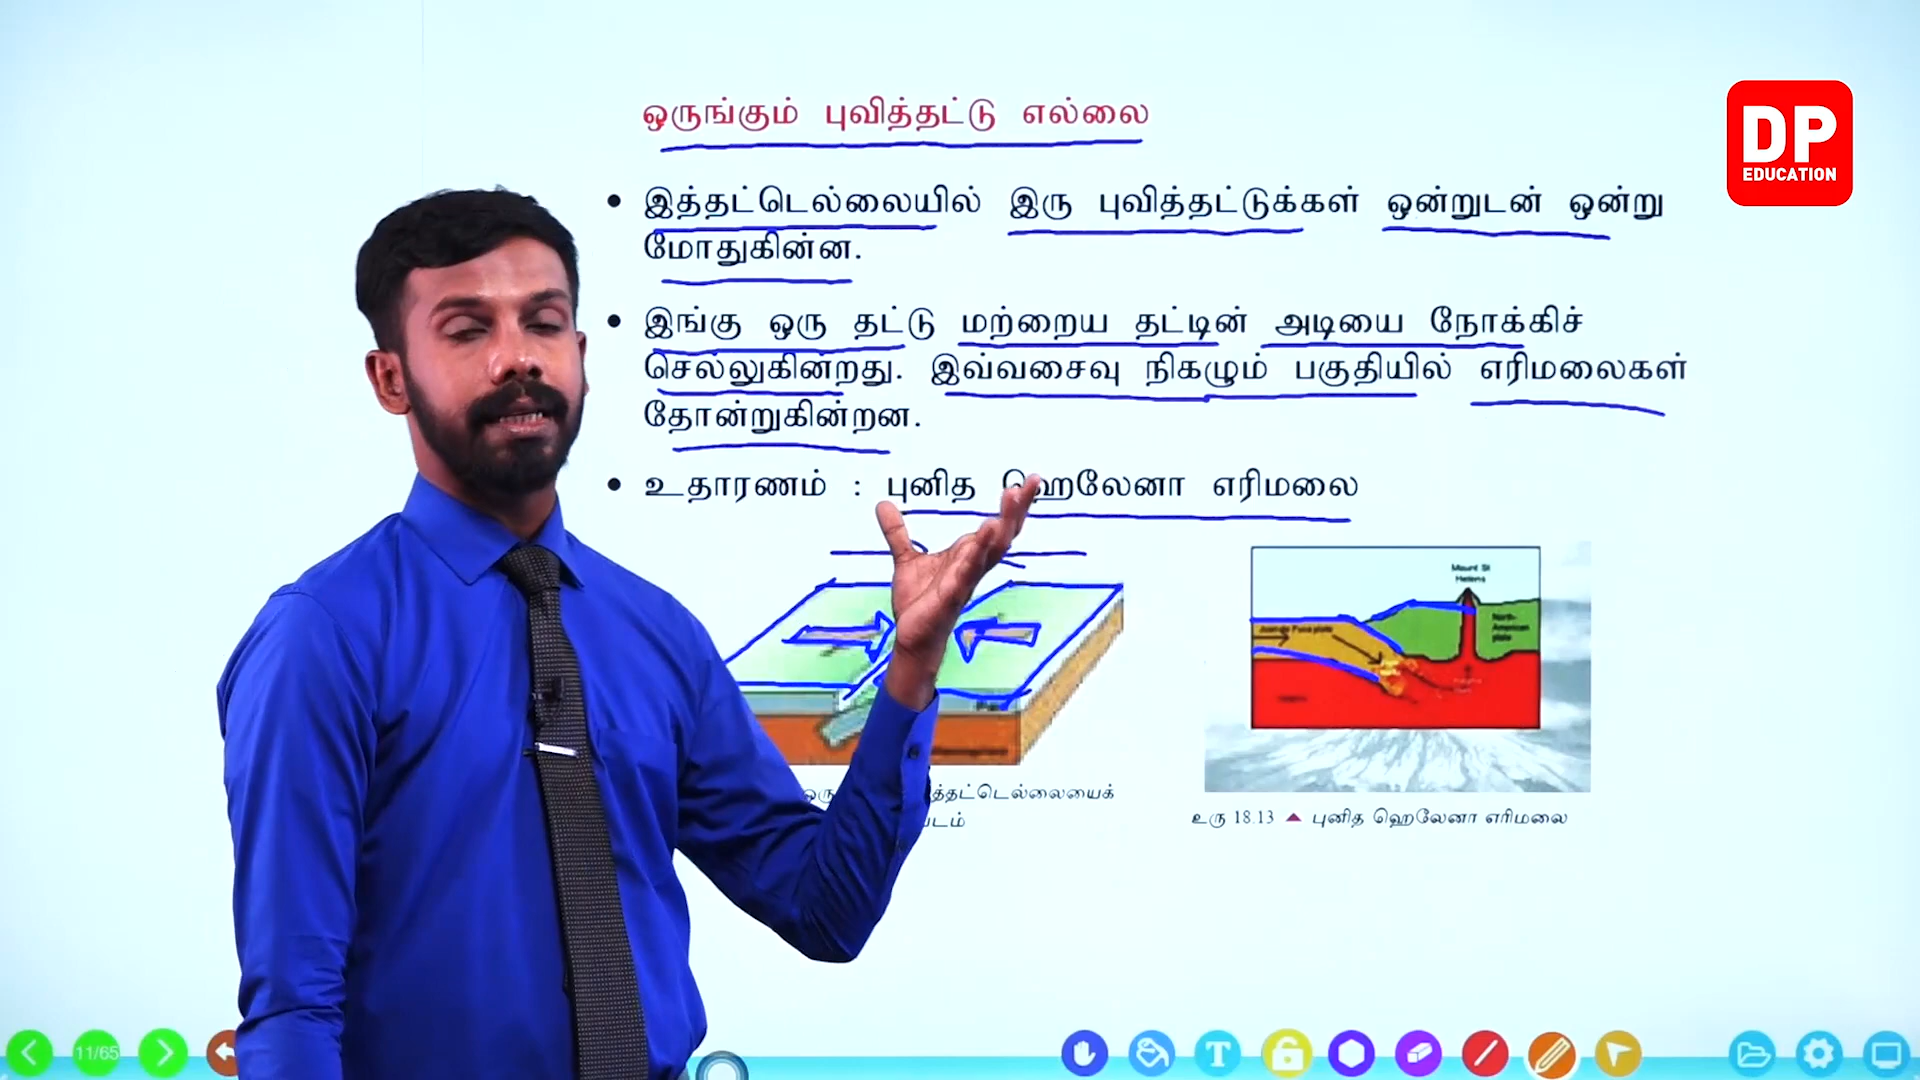 ஒருங்கும் புவித்தட்டு எல்லை
DP
EDUCATION
• இத்தட்டெல்லையில் இரு புவித்தட்டுக்கள் ஒன்றுடன் ஒன்று
மோதுகின்ன.
• இங்கு ஒரு தட்டு மற்றைய தட்டின் அடியை நோக்கிச்
செல்லுகின்றது. இவ்வசைவு நிகழும் பகுதியில் எரிமலைகள்
தோன்றுகின்றன.
• உதாரணம் : புனித ஹெலேனா எரிமலை
Mount St
Helens
North-
American
plate
உரு 18.13 ▲ புனித ஹெலேனா எரிமலை
11/65
T